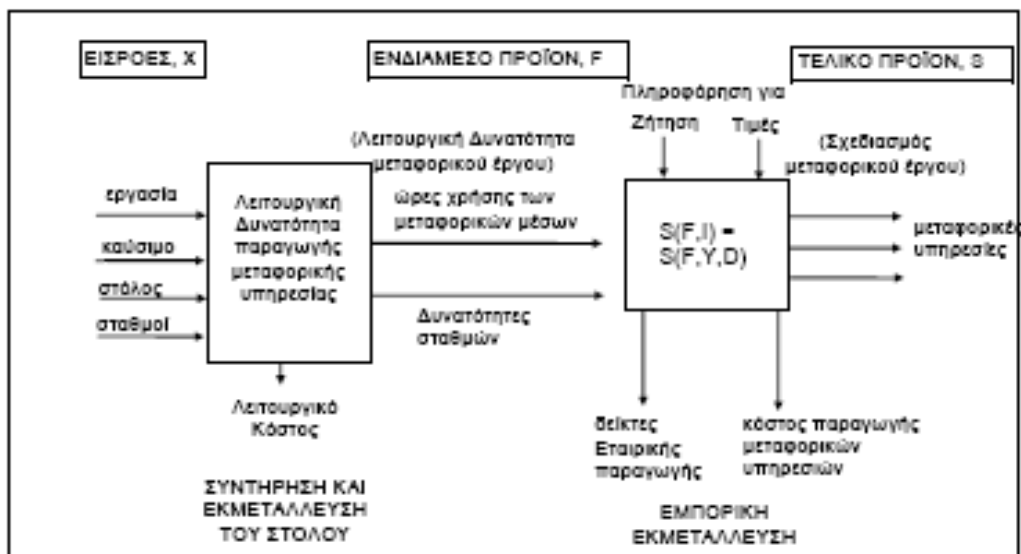 ΕΙΣΡΟΕΣ, X
ΕΝΔΙΑΜΕΣΟ ΠΡΟΪΟΝ, F
ΤΕΛΙΚΟ ΠΡΟΪΟΝ, S
Πληροφόρηση για
Ζήτηση
Τιμές
(Λειτουργική Δυνατότητα
μεταφορικού έργου)
(Σχεδιασμός
μεταφορικού έργου)
εργασία
καύσιμο
στόλος
σταθμοί
Λειτουργική
Δυνατότητα
παραγωγής
μεταφορικής
υπηρεσίας
ώρες χρήσης των
μεταφορικών μέσων
Δυνατότητες
σταθμών
S(F,I) =
S(F,Y,D)
μεταφορικές
υπηρεσίες
Λειτουργικό
Κόστος
δείκτες
Εταιρικής
παραγωγής
κόστος παραγωγής
μεταφορικών
υπηρεσιών
ΣΥΝΤΗΡΗΣΗ ΚΑΙ
ΕΚΜΕΤΑΛΛΕΥΣΗ
ΤΟΥ ΣΤΟΛΟΥ
ΕΜΠΟΡΙΚΗ
ΕΚΜΕΤΑΛΛΕΥΣΗ